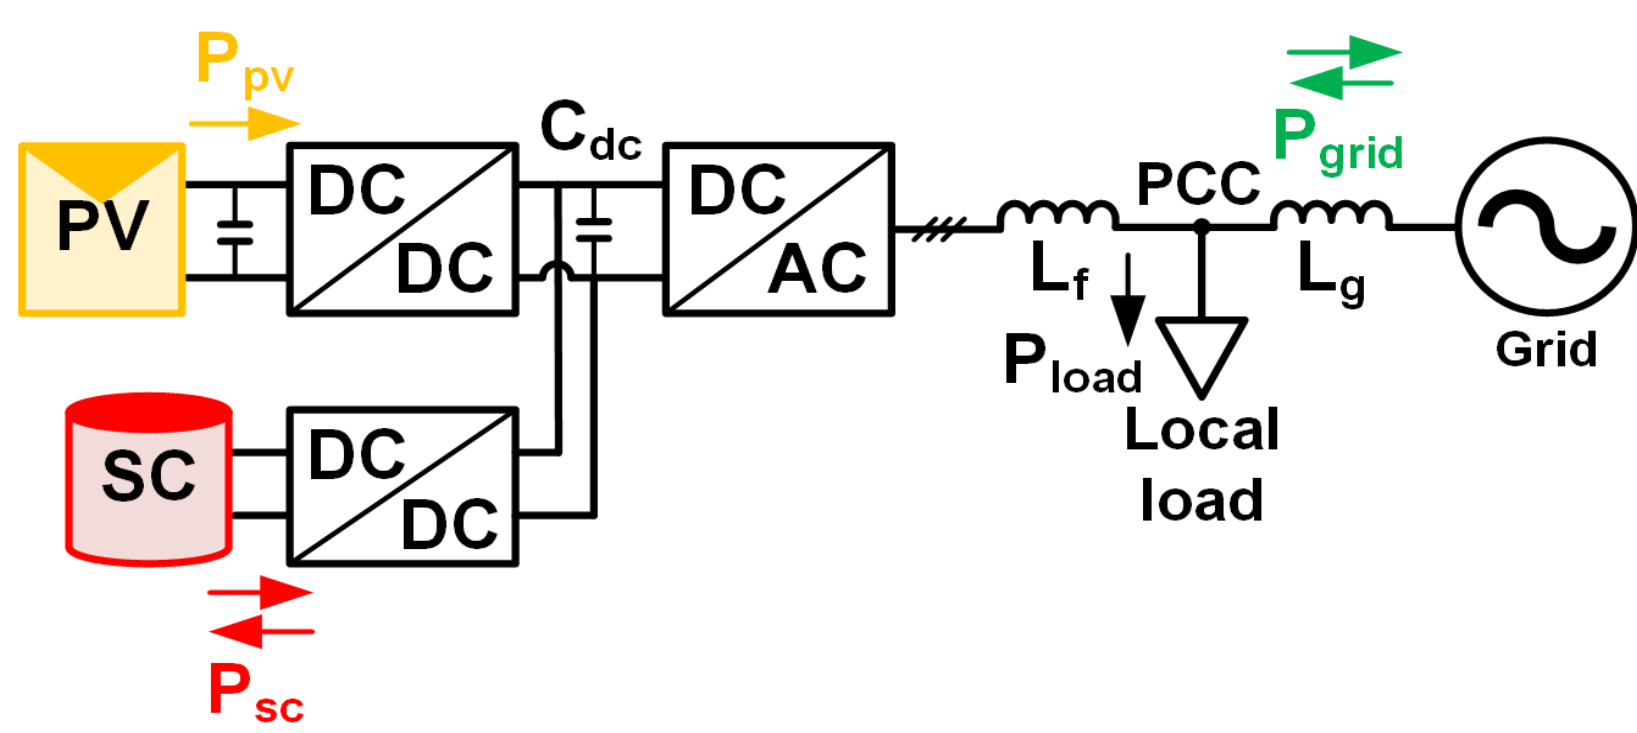 Ppv
Cdc
Pgrid
PV
DC
DC
DC
AC
PCC
Lf
Lg
Grid
Pload
Local
load
SC
DC
DC
Psc